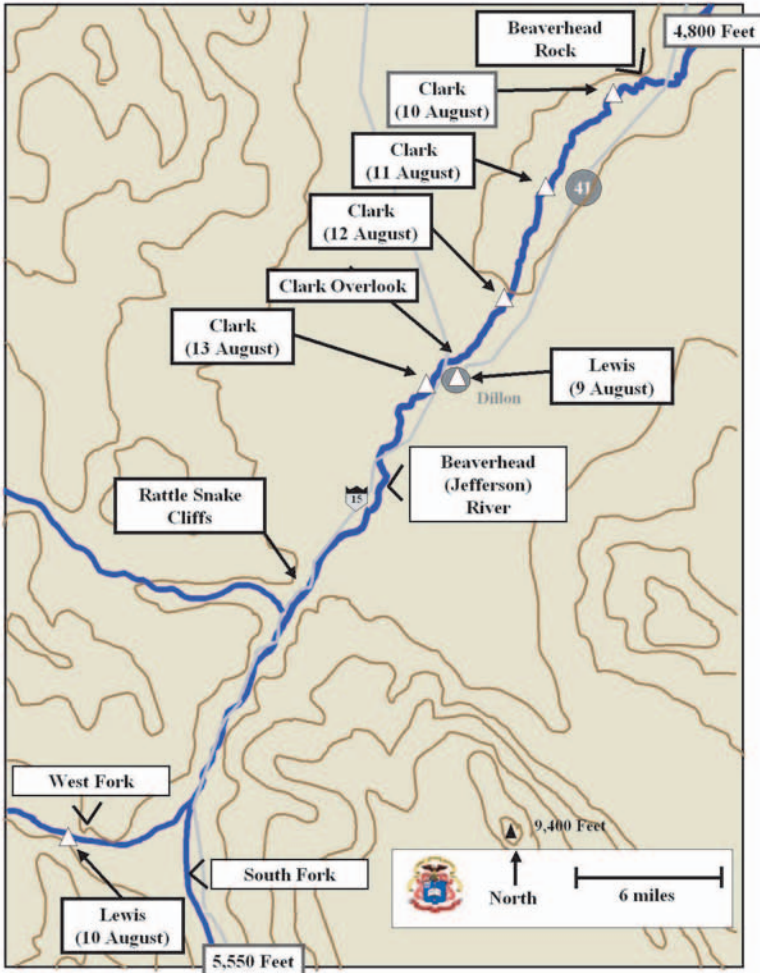 4,800 Feet
Beaverhead
Rock
Clark
(10 August)
Clark
(11 August)
41
Clark
(12 August)
Clark Overlook
Clark
(13 August)
Lewis
(9 August)
Dillon
Beaverhead
(Jefferson)
River
15
Rattle Snake
Cliffs
West Fork
9,400 Feet
South Fork
North
6 miles
Lewis
(10 August)
5,550 Feet